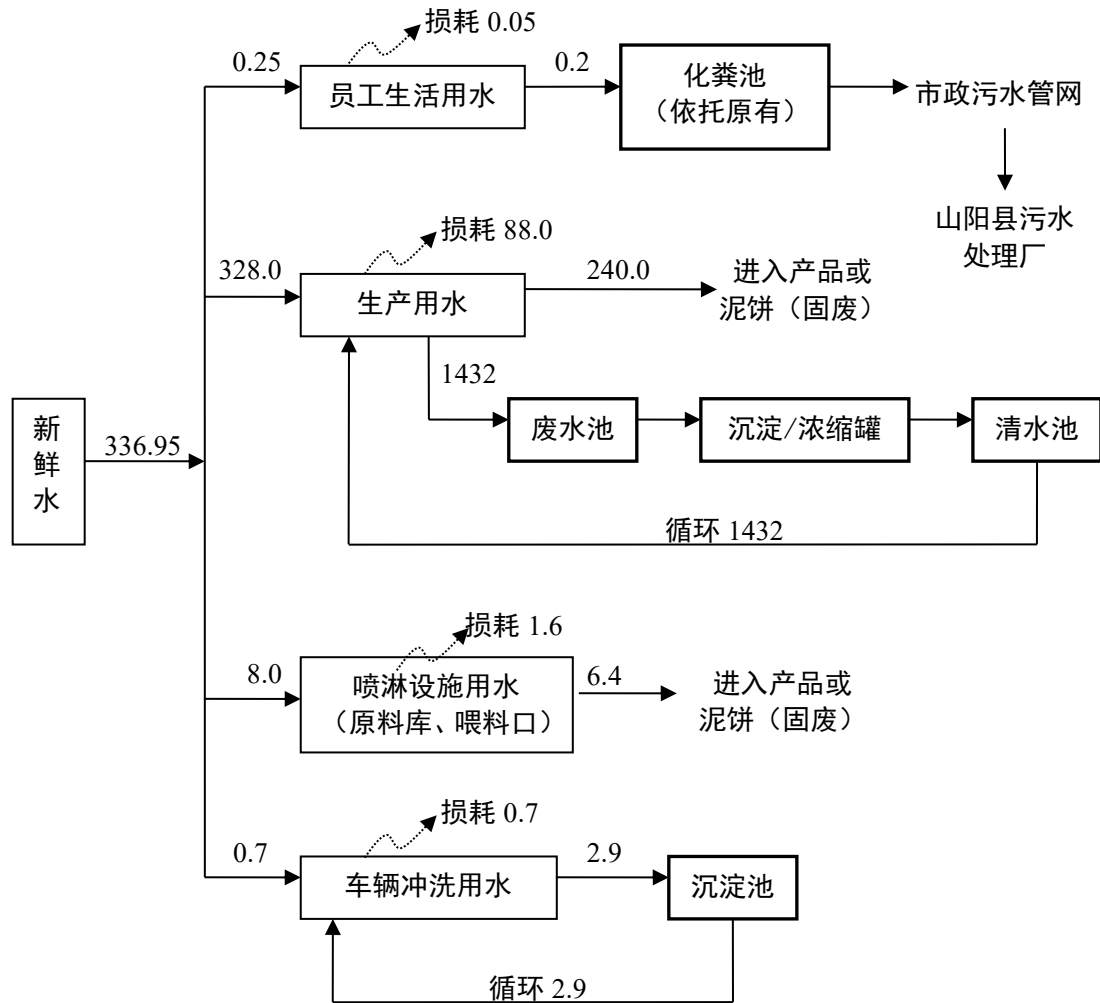 损耗 0.05
0.25
员工生活用水
0.2
化粪池
（依托原有）
市政污水管网
山阳县污水
处理厂
损耗 88.0
328.0
生产用水
240.0
进入产品或
泥饼（固废）
1432
废水池
沉淀/浓缩罐
清水池
循环 1432
新
鲜
水
336.95
损耗 1.6
8.0
喷淋设施用水
（原料库、喂料口）
6.4
进入产品或
泥饼（固废）
损耗 0.7
0.7
车辆冲洗用水
2.9
沉淀池
循环 2.9